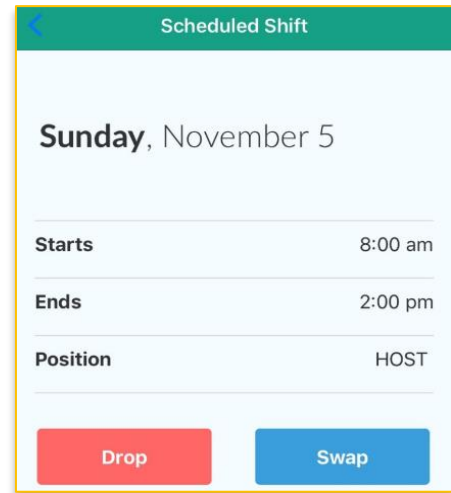 Scheduled Shift
Sunday, November 5
Starts 8:00 am
Ends 2:00 pm
Position HOST
Drop Swap